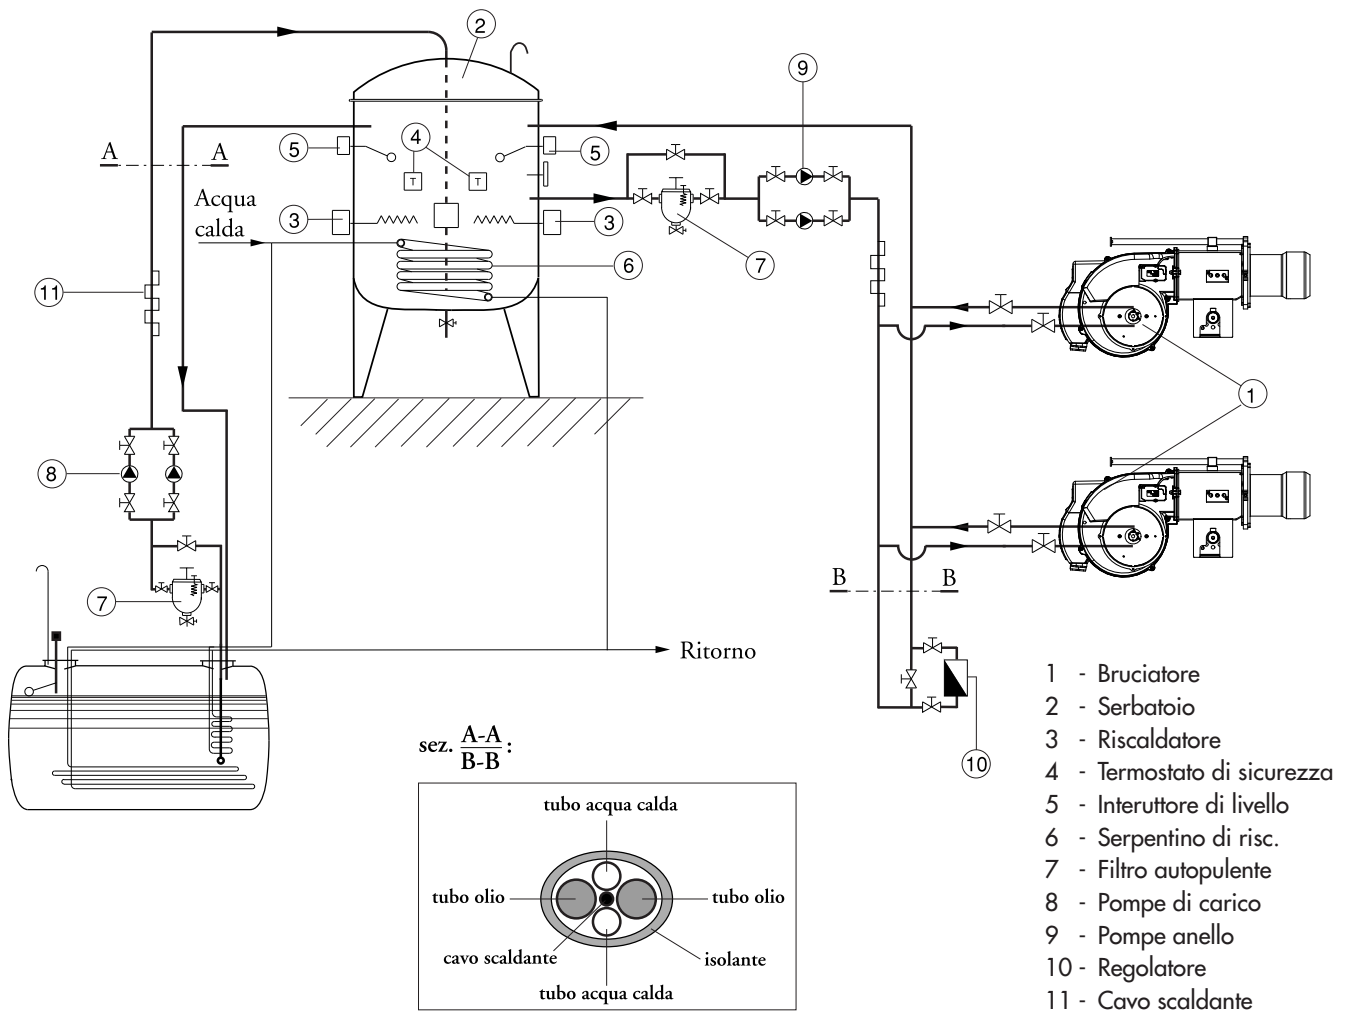 2
9
A
A
5
4
5
T
T
Acqua
calda
3
3
6
7
11
1
8
7
B
B
Ritorno
10
sez. A-A
B-B :
tubo acqua calda
tubo olio
tubo olio
cavo scaldante
isolante
tubo acqua calda
1 - Bruciatore
2 - Serbatoio
3 - Riscaldatore
4 - Termostato di sicurezza
5 - Interuttore di livello
6 - Serpentino di risc.
7 - Filtro autopulente
8 - Pompe di carico
9 - Pompe anello
10 - Regolatore
11 - Cavo scaldante